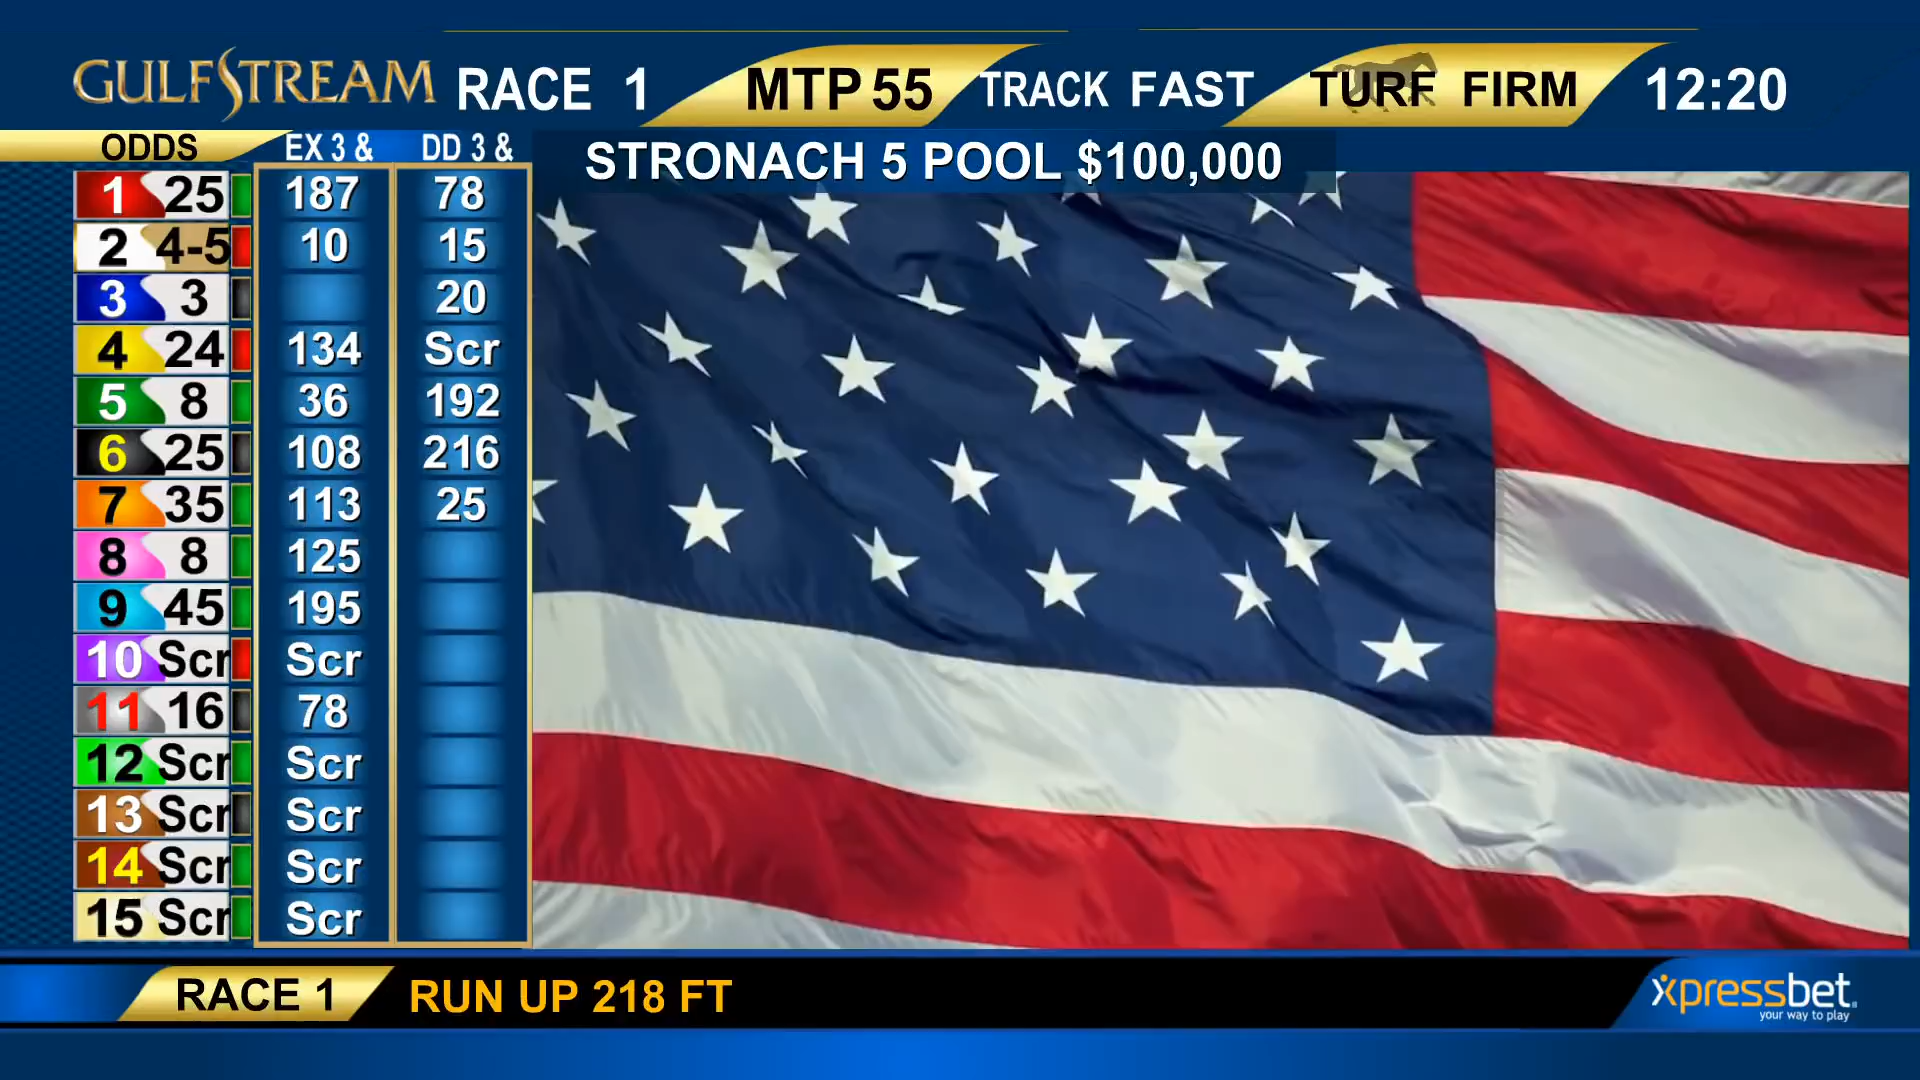 GULFSTREAM RACE 1 MTP 55 TRACK FAST TURF FIRM 12:20
ODDS EX 3 & DD 3 &
STRONACH 5 POOL $100,000
1 25 187 78
2 4-5 10 15
3 3 20
4 24 134 Scr
5 8 36 192
6 25 108 216
7 35 113 25
8 8 125
9 45 195
10 Scr Scr
11 16 78
12 Scr Scr
13 Scr Scr
14 Scr Scr
15 Scr Scr
RACE 1 RUN UP 218 FT
xpressbet
your way to play